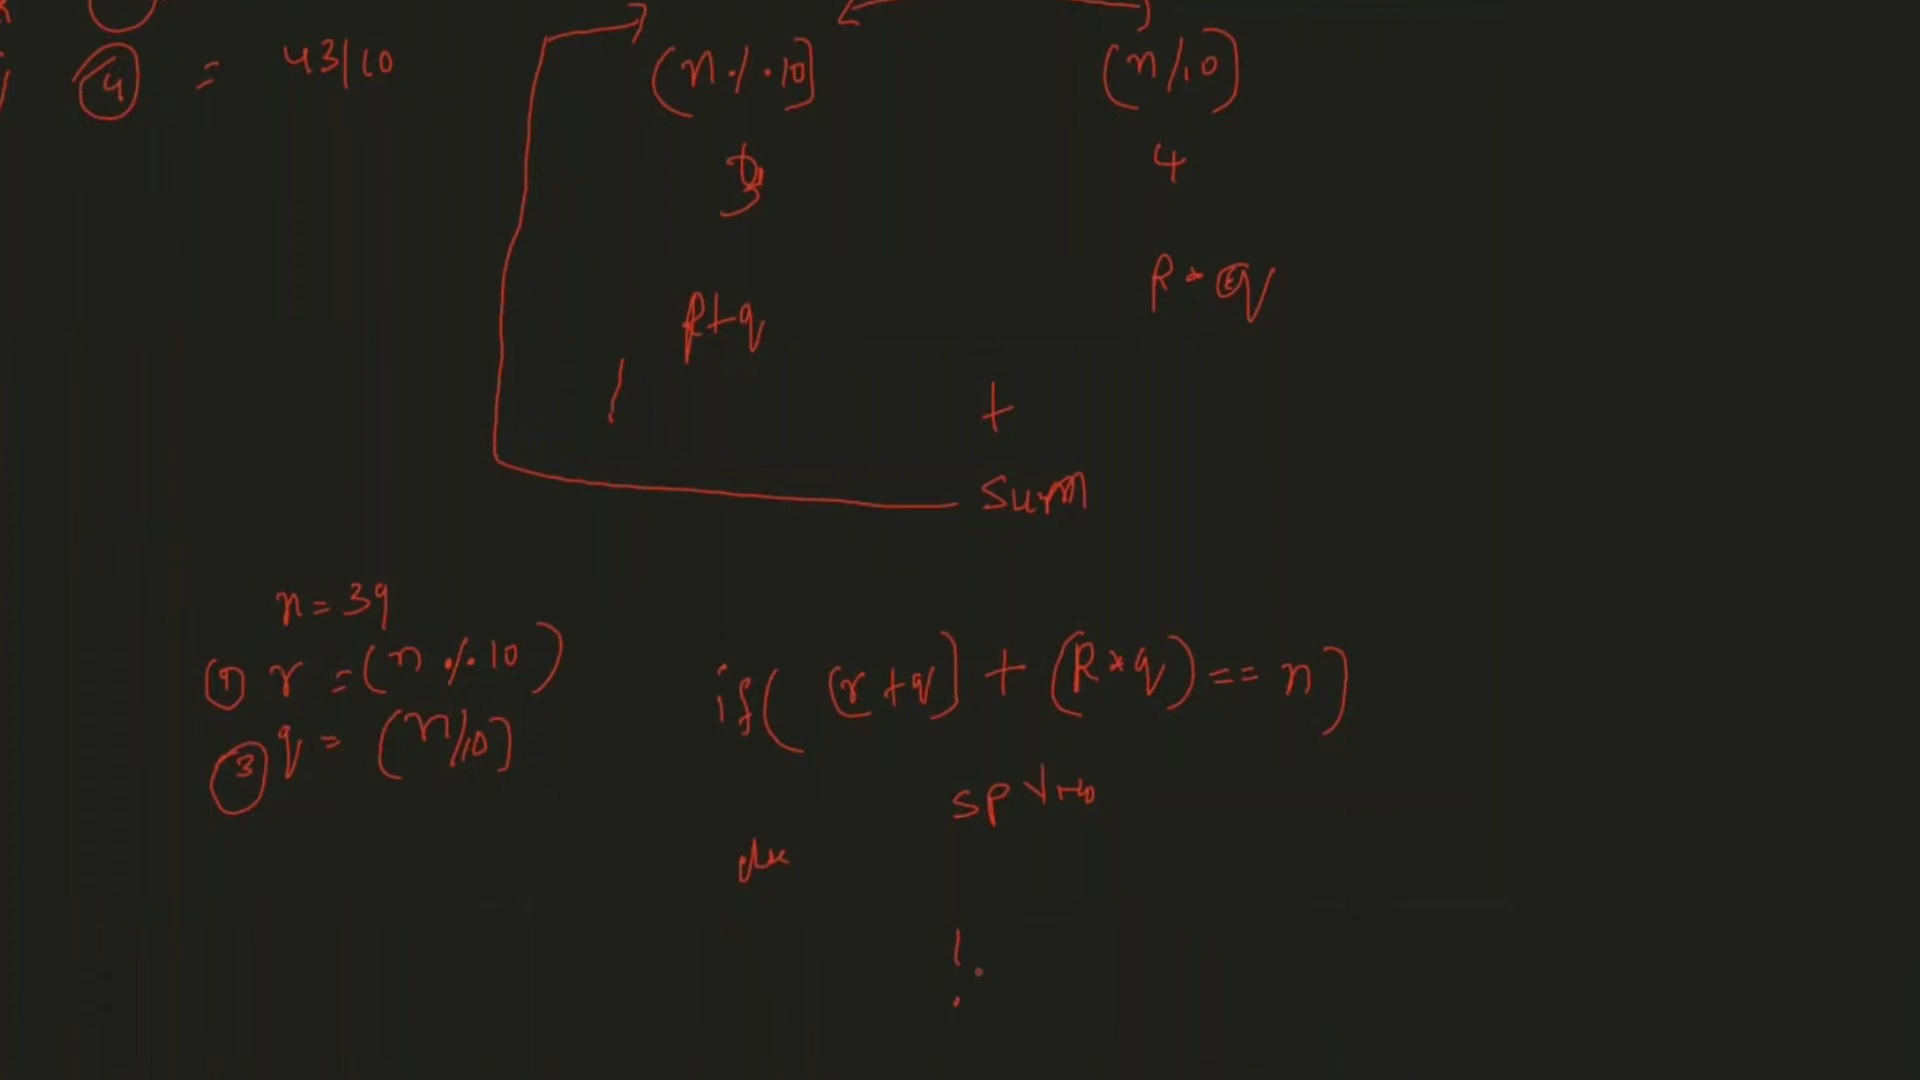 4 = 43/10
(n % 10) (n/10)
3 4
R+q R * q
+
sum
n = 39
① r = (n % 10)
if( (r+q) + (R*q) == n)
③ q = (n/10)
sp
!